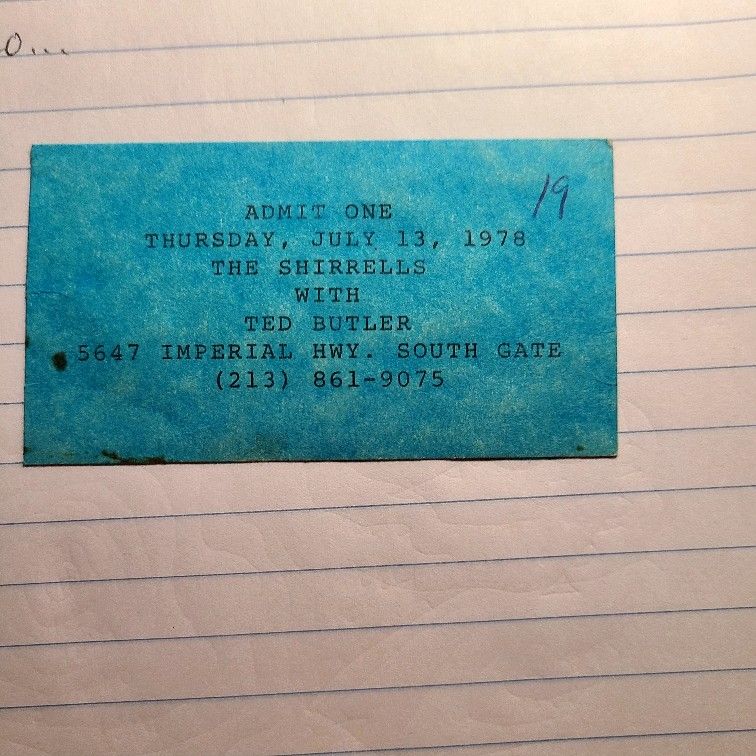 19
ADMIT ONE
THURSDAY, JULY 13, 1978
THE SHIRRELLS
WITH
TED BUTLER
5647 IMPERIAL HWY. SOUTH GATE
(213) 861-9075